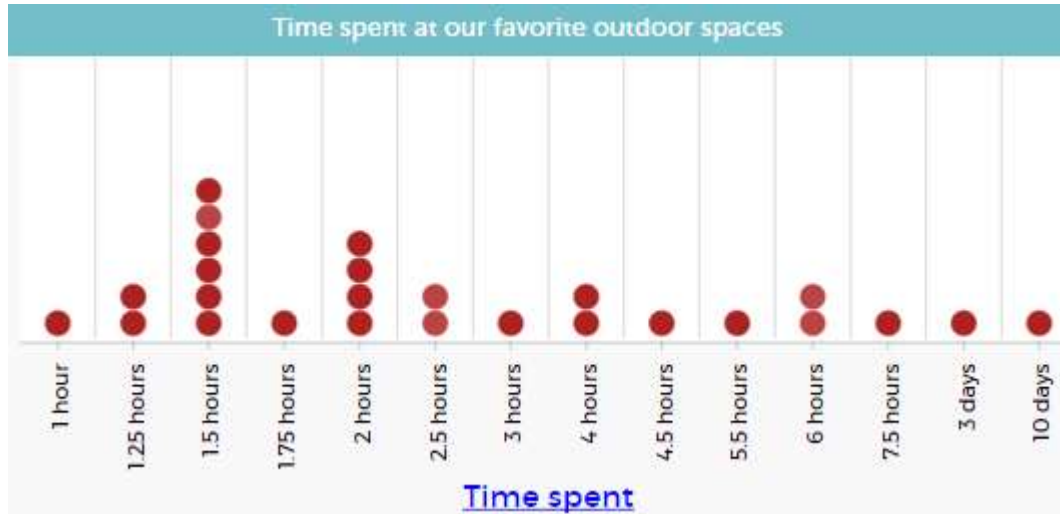 Time spent at our favorite outdoor spaces
1 hour
1.25 hours
1.5 hours
1.75 hours
2 hours
2.5 hours
3 hours
4 hours
4.5 hours
5.5 hours
6 hours
7.5 hours
3 days
10 days
Time spent